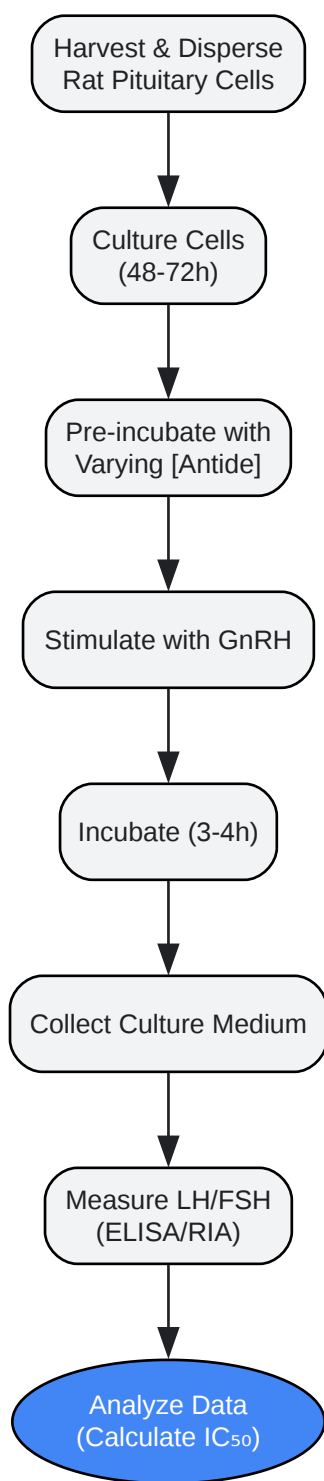 Harvest & Disperse
Rat Pituitary Cells
Culture Cells
(48-72h)
Pre-incubate with
Varying [Antide]
Stimulate with GnRH
Incubate (3-4h)
Collect Culture Medium
Measure LH/FSH
(ELISA/RIA)
Analyze Data
(Calculate IC₅₀)